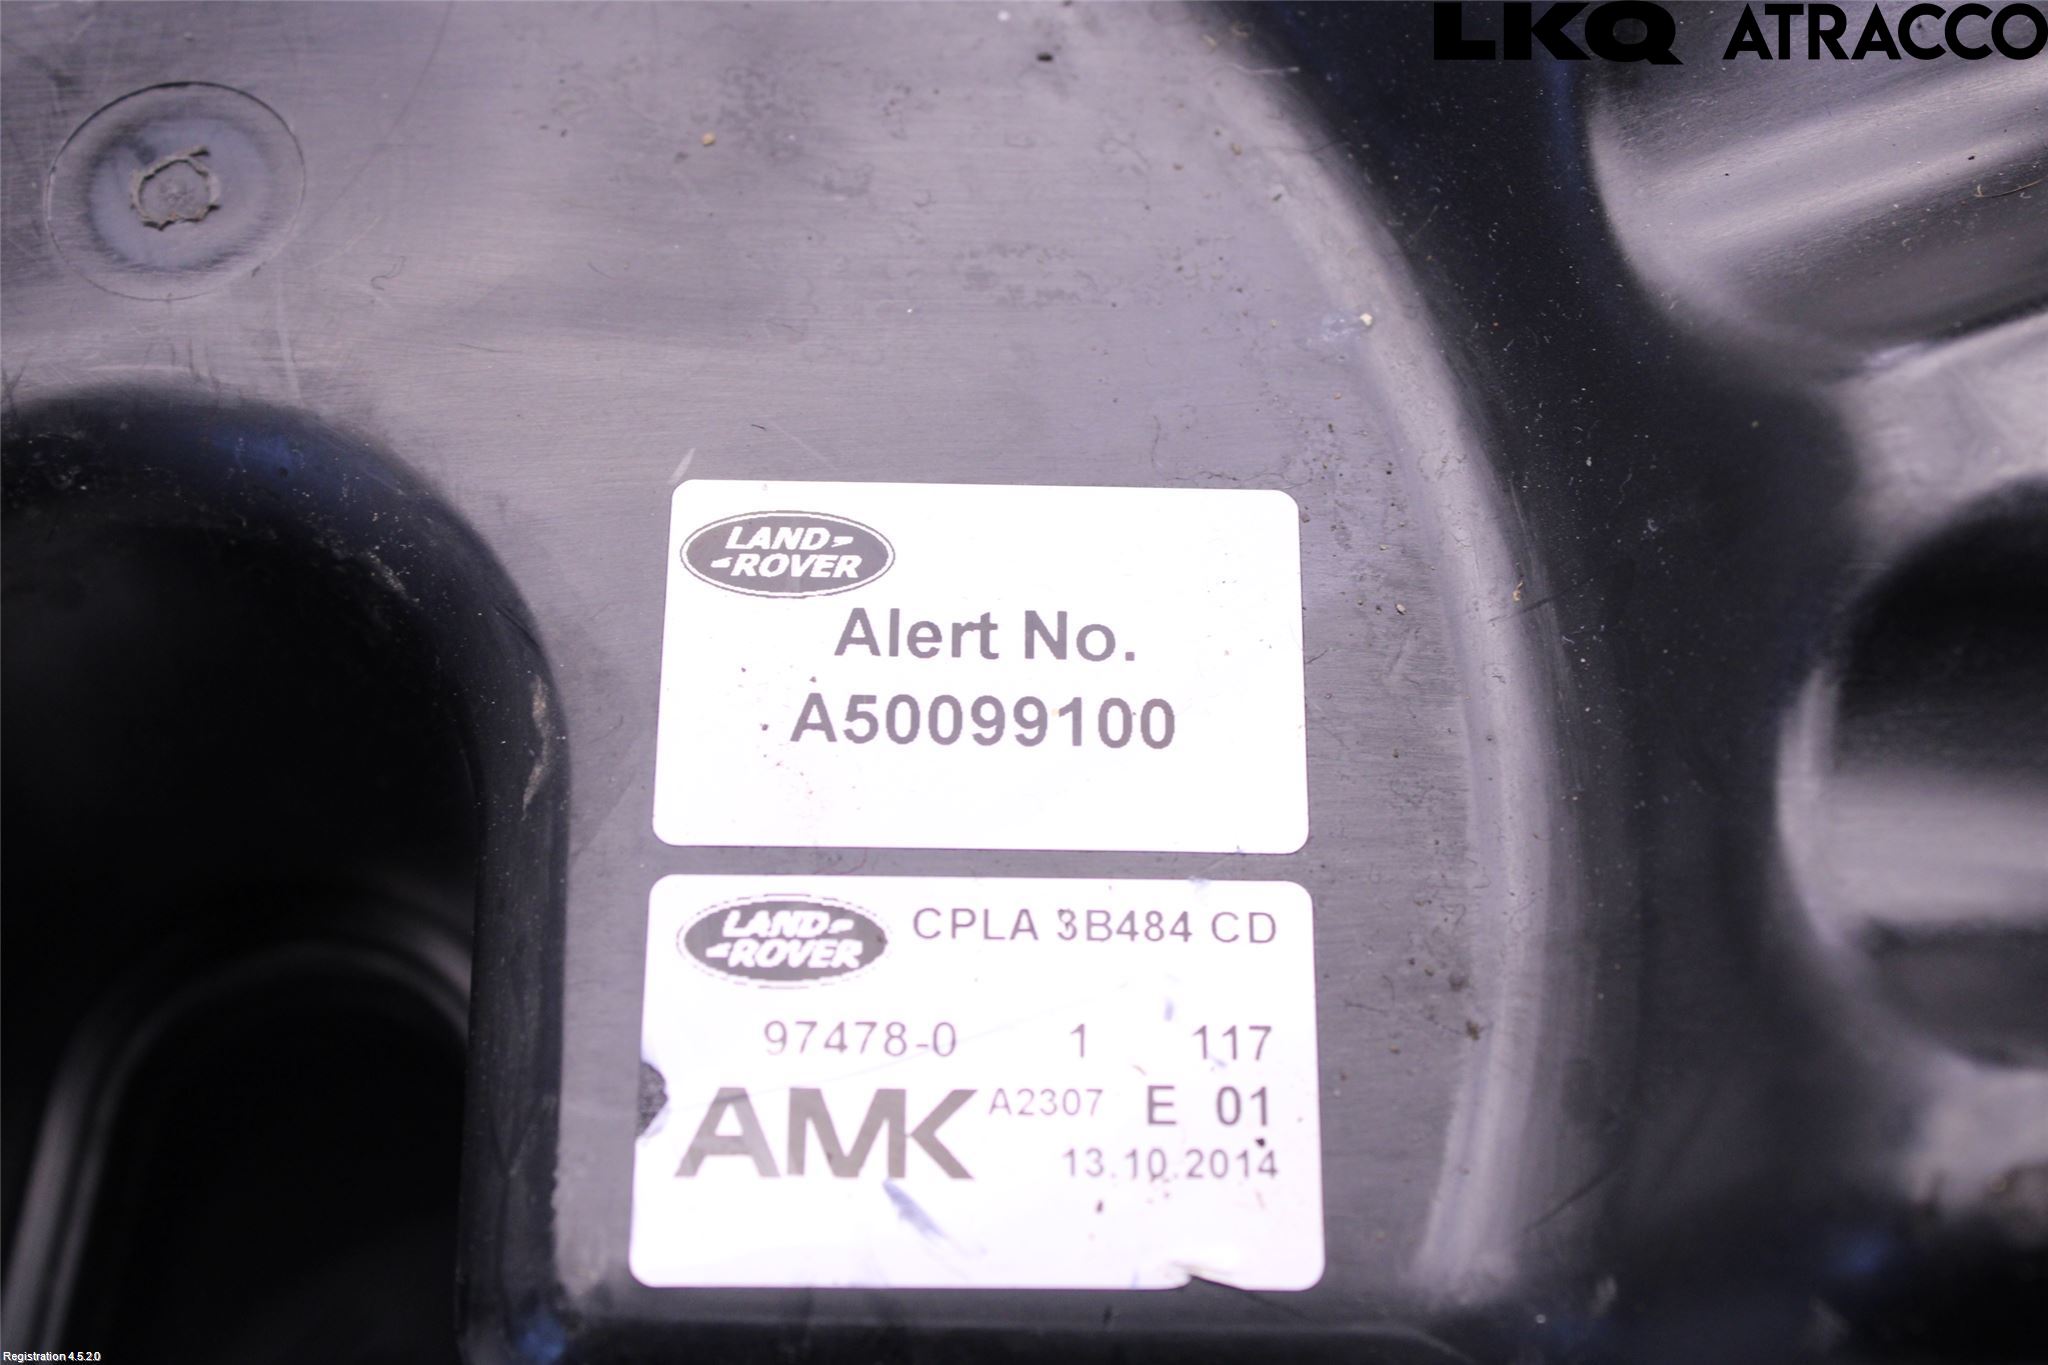 LKQ ATRACCO
LAND
ROVER
Alert No.
A50099100
LAND
ROVER
CPLA 3B484 CD
97478-0 1 117
AMK A2307 E 01
13.10.2014
Registration 4.5.2.0